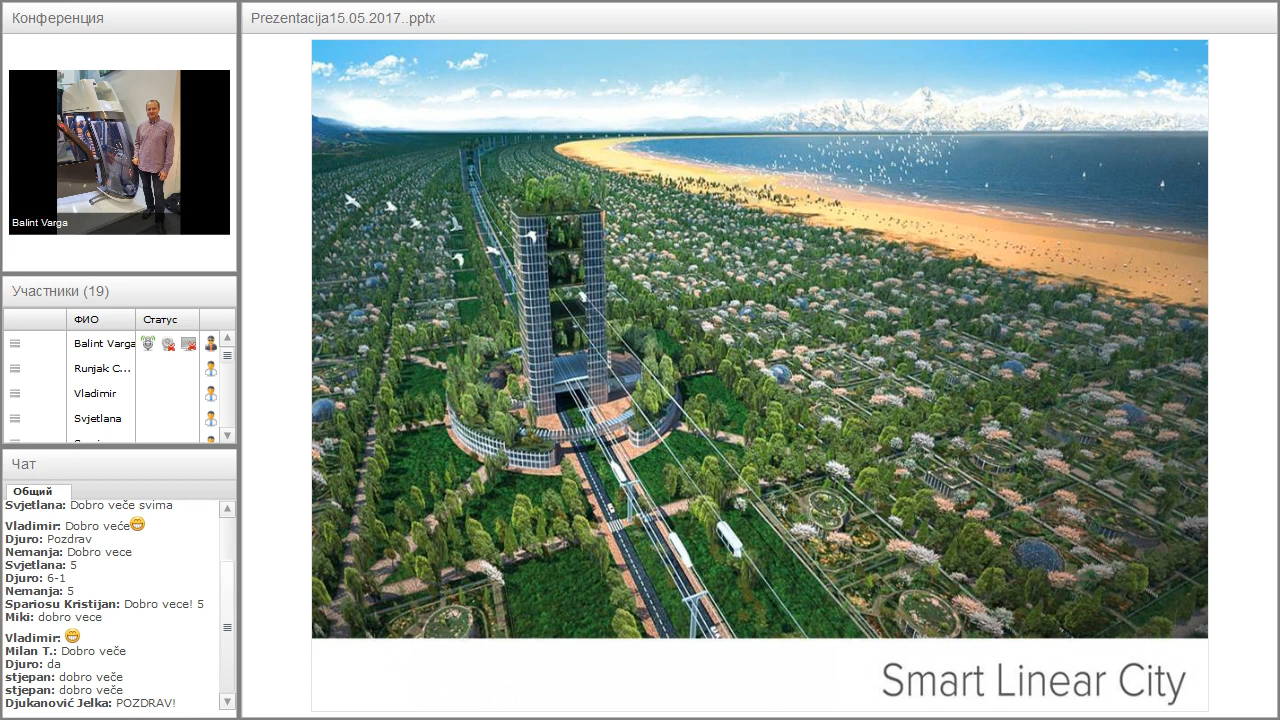 Конференция
Balint Varga
Участники (19)
ФИО Статус
Balint Varga
Runjak C...
Vladimir
Svjetlana
Чат
Общий
Svjetlana: Dobro veče svima
Vladimir: Dobro veće
Djuro: Pozdrav
Nemanja: Dobro vece
Svjetlana: 5
Djuro: 6-1
Nemanja: 5
Spariosu Kristijan: Dobro vece! 5
Miki: dobro vece
Vladimir:
Milan T.: Dobro veče
Djuro: da
stjepan: dobro veče
stjepan: dobro veče
Djukanović Jelka: POZDRAV!
Prezentacija15.05.2017..pptx
Smart Linear City